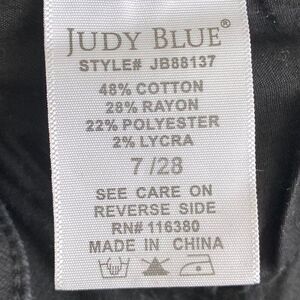 JUDY BLUE®
STYLE# JB88137
48% COTTON
28% RAYON
22% POLYESTER
2% LYCRA
7 /28
SEE CARE ON
REVERSE SIDE
RN# 116380
MADE IN CHINA